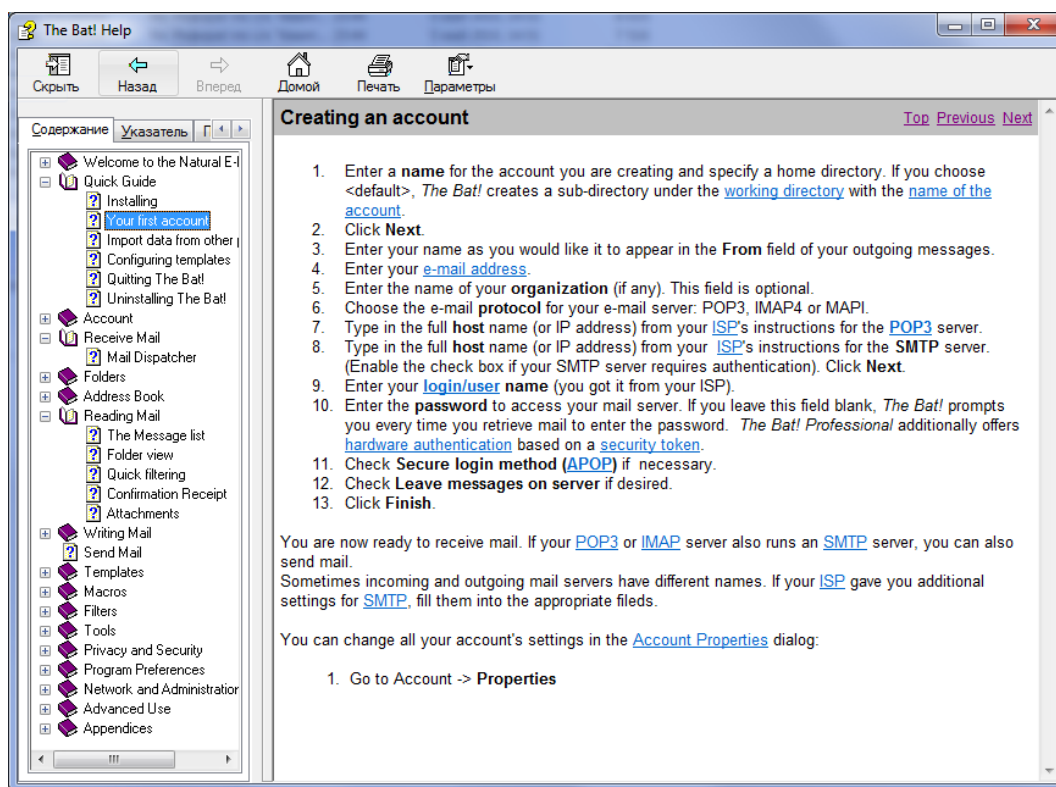 The Bat! Help
Скрыть Назад Вперед Домой Печать Параметры
Содержание Указатель П
Welcome to the Natural E-
Quick Guide
Installing
Your first account
Import data from other
Configuring templates
Quitting The Bat!
Uninstalling The Bat!
Account
Receive Mail
Mail Dispatcher
Folders
Address Book
Reading Mail
The Message list
Folder view
Quick filtering
Confirmation Receipt
Attachments
Writing Mail
Send Mail
Templates
Macros
Filters
Tools
Privacy and Security
Program Preferences
Network and Administration
Advanced Use
Appendices
Creating an account Top Previous Next
1. Enter a name for the account you are creating and specify a home directory. If you choose
<default>, The Bat! creates a sub-directory under the working directory with the name of the
account.
2. Click Next.
3. Enter your name as you would like it to appear in the From field of your outgoing messages.
4. Enter your e-mail address.
5. Enter the name of your organization (if any). This field is optional.
6. Choose the e-mail protocol for your e-mail server: POP3, IMAP4 or MAPI.
7. Type in the full host name (or IP address) from your ISP's instructions for the POP3 server.
8. Type in the full host name (or IP address) from your ISP's instructions for the SMTP server.
(Enable the check box if your SMTP server requires authentication). Click Next.
9. Enter your login/user name (you got it from your ISP).
10. Enter the password to access your mail server. If you leave this field blank, The Bat! prompts
you every time you retrieve mail to enter the password. The Bat! Professional additionally offers
hardware authentication based on a security token.
11. Check Secure login method (APOP) if necessary.
12. Check Leave messages on server if desired.
13. Click Finish.
You are now ready to receive mail. If your POP3 or IMAP server also runs an SMTP server, you can also
send mail.
Sometimes incoming and outgoing mail servers have different names. If your ISP gave you additional
settings for SMTP, fill them into the appropriate fileds.
You can change all your account's settings in the Account Properties dialog:
1. Go to Account -> Properties